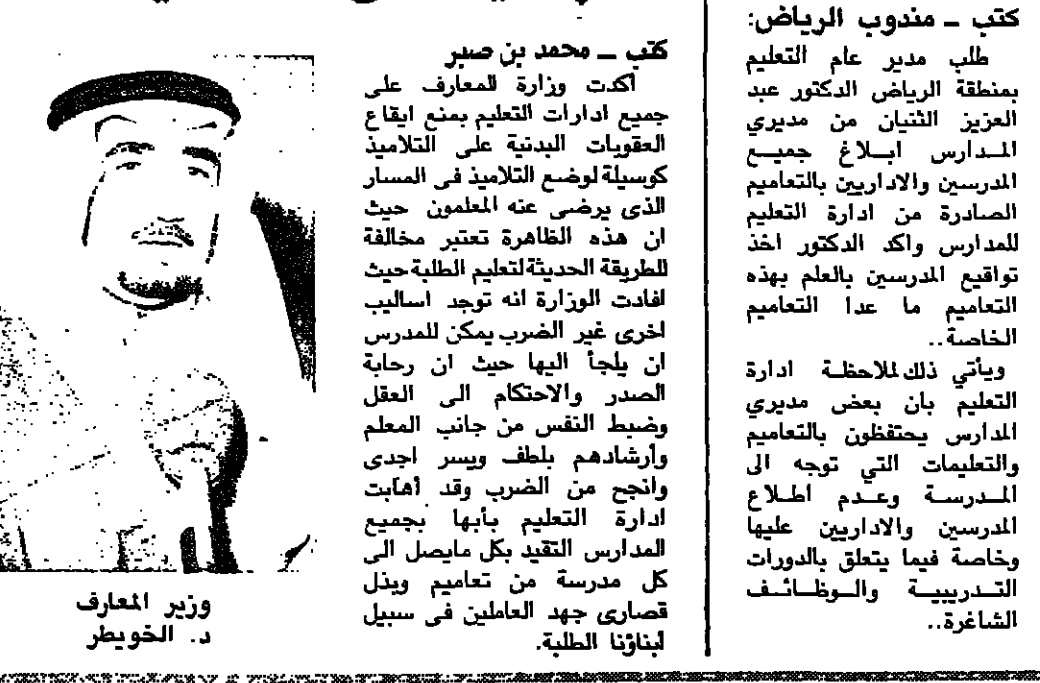 كتب ــ مندوب الرياض:
طلب مدير عام التعليم
بمنطقة الرياض الدكتور عبد
العزيز الثنيان من مديري
المدارس ابلاغ جميع
المدرسين والاداريين بالتعاميم
الصادرة من ادارة التعليم
للمدارس واكد الدكتور اخذ
تواقيع المدرسين بالعلم بهذه
التعاميم ما عدا التعاميم
الخاصة..
ويأتي ذلك لملاحظة ادارة
التعليم بان بعض مديري
المدارس يحتفظون بالتعاميم
والتعليمات التي توجه الى
المدرسة وعدم اطلاع
المدرسين والاداريين عليها
وخاصة فيما يتعلق بالدورات
التدريبية والوظائف
الشاغرة..
كتب ــ محمد بن صبر
أكدت وزارة المعارف على
جميع ادارات التعليم بمنع ايقاع
العقوبات البدنية على التلاميذ
كوسيلة لوضع التلاميذ فى المسار
الذى يرضى عنه المعلمون حيث
ان هذه الظاهرة تعتبر مخالفة
للطريقة الحديثة لتعليم الطلبة حيث
افادت الوزارة انه توجد اساليب
اخرى غير الضرب يمكن للمدرس
ان يلجأ اليها حيث ان رحابة
الصدر والاحتكام الى العقل
وضبط النفس من جانب المعلم
وأرشادهم بلطف ويسر اجدى
وانجح من الضرب وقد أهابت
ادارة التعليم بأبها بجميع
المدارس التقيد بكل مايصل الى
كل مدرسة من تعاميم وبذل
قصارى جهد العاملين فى سبيل
أبناؤنا الطلبة.
وزير المعارف
د. الخويطر